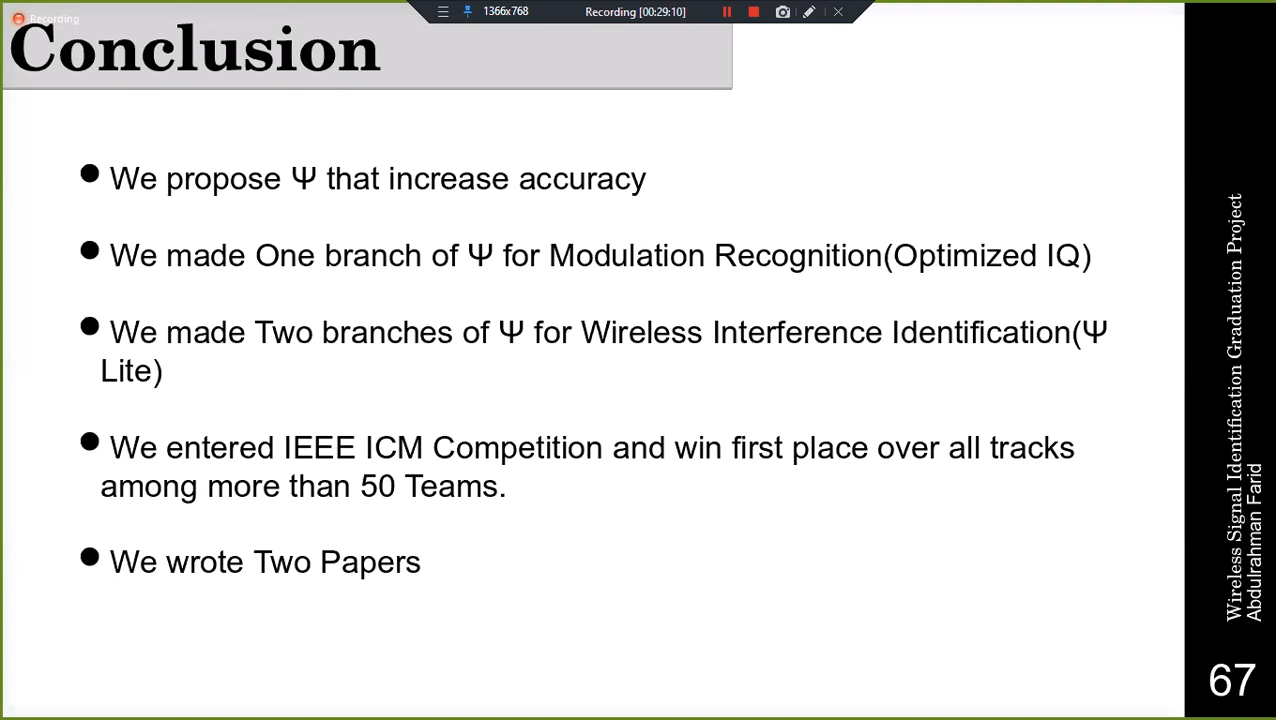 Recording
1366x768
Recording [00:29:10]
Conclusion
We propose Ψ that increase accuracy
We made One branch of Ψ for Modulation Recognition(Optimized IQ)
We made Two branches of Ψ for Wireless Interference Identification(Ψ
Lite)
We entered IEEE ICM Competition and win first place over all tracks
among more than 50 Teams.
We wrote Two Papers
Wireless Signal Identification Graduation Project
Abdulrahman Farid
67